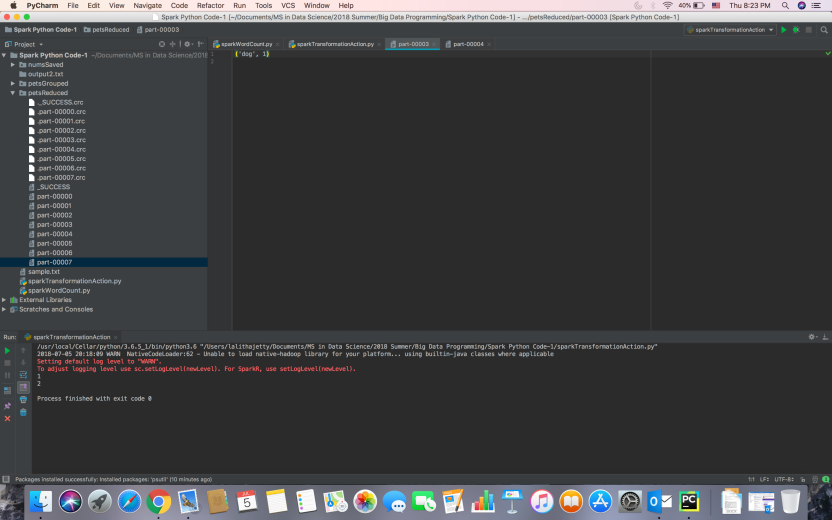 PyCharm File Edit View Navigate Code Refactor Run Tools VCS Window Help 40% Thu 8:23 PM
Spark Python Code-1 [~/Documents/MS in Data Science/2018 Summer/Big Data Programming/Spark Python Code-1] - .../petsReduced/part-00003 [Spark Python Code-1]
Spark Python Code-1 petsReduced part-00003 sparkTransformationAction
Project sparkWordCount.py sparkTransformationAction.py part-00003 part-00004
Spark Python Code-1 ~/Documents/MS in Data Science/2018
1 ('dog', 1)
2
numsSaved
output2.txt
petsGrouped
petsReduced
._SUCCESS.crc
.part-00000.crc
.part-00001.crc
.part-00002.crc
.part-00003.crc
.part-00004.crc
.part-00005.crc
.part-00006.crc
.part-00007.crc
_SUCCESS
part-00000
part-00001
part-00002
part-00003
part-00004
part-00005
part-00006
part-00007
sample.txt
sparkTransformationAction.py
sparkWordCount.py
External Libraries
Scratches and Consoles
Run: sparkTransformationAction
/usr/local/Cellar/python/3.6.5_1/bin/python3.6 "/Users/lalithajetty/Documents/MS in Data Science/2018 Summer/Big Data Programming/Spark Python Code-1/sparkTransformationAction.py"
2018-07-05 20:18:09 WARN NativeCodeLoader:62 - Unable to load native-hadoop library for your platform... using builtin-java classes where applicable
Setting default log level to "WARN".
To adjust logging level use sc.setLogLevel(newLevel). For SparkR, use setLogLevel(newLevel).
1
2
Process finished with exit code 0
Packages installed successfully: Installed packages: 'psutil' (10 minutes ago) 1:1 LF÷ UTF-8÷
JUL
5
PC